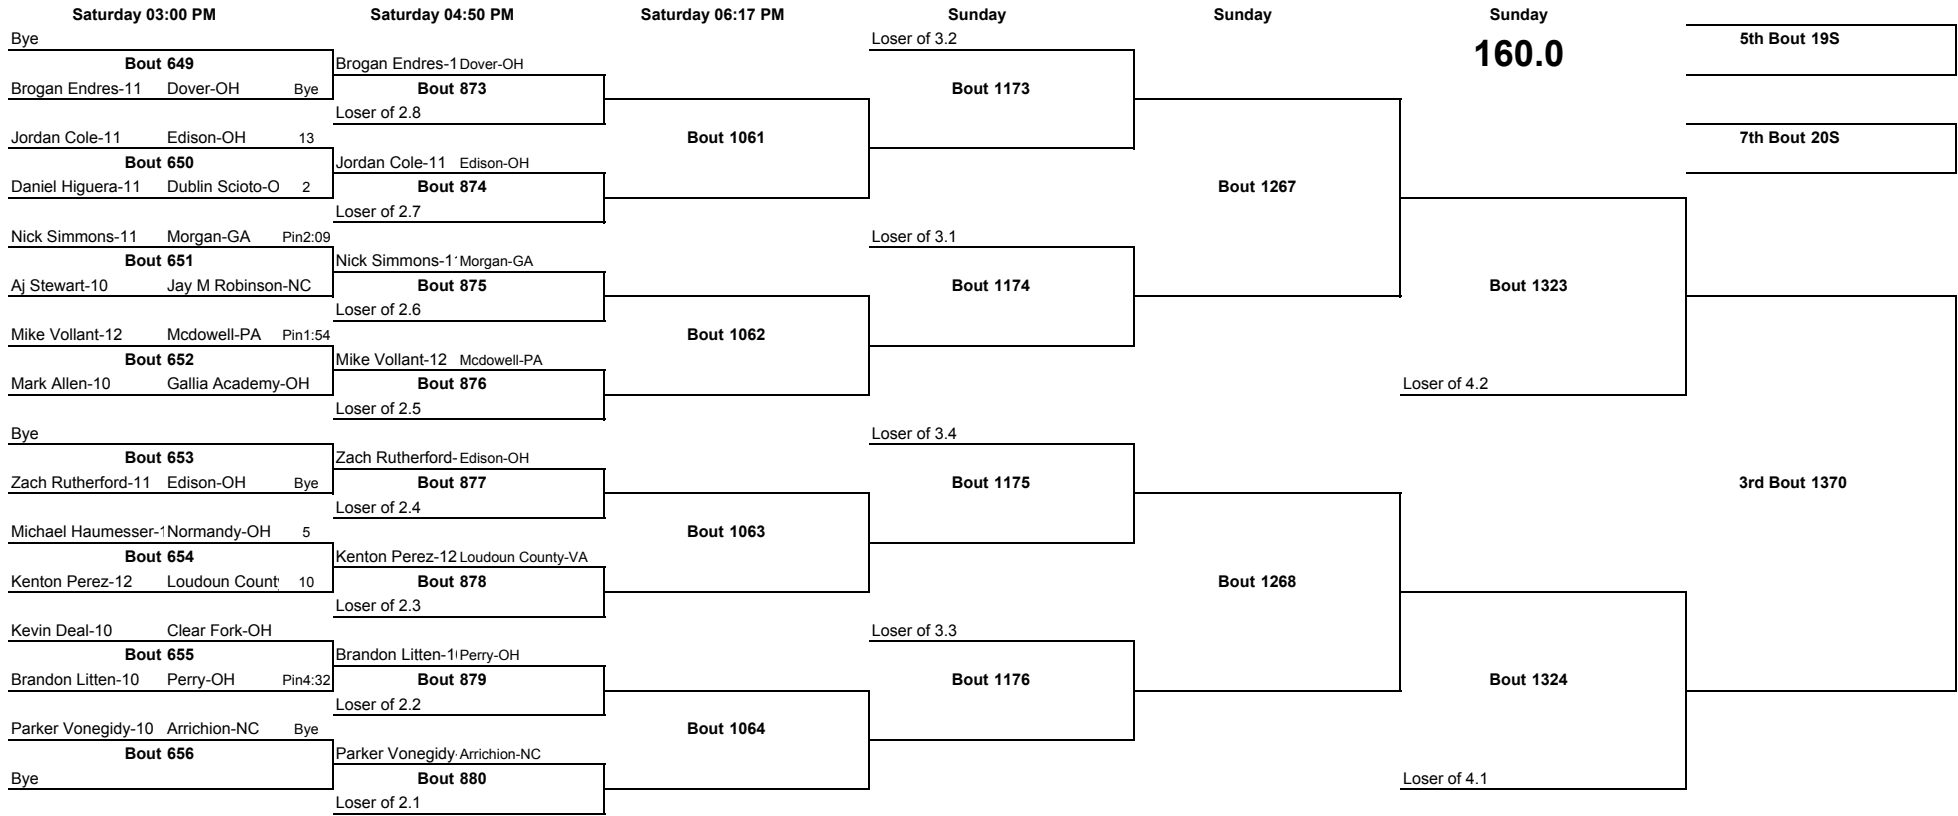 Saturday 03:00 PM Saturday 04:50 PM Saturday 06:17 PM Sunday Sunday Sunday
Bye Loser of 3.2 160.0 5th Bout 19S
Bout 649 Brogan Endres-1 Dover-OH
Brogan Endres-11 Dover-OH Bye Bout 873 Bout 1173
Loser of 2.8
Jordan Cole-11 Edison-OH 13 Bout 1061 7th Bout 20S
Bout 650 Jordan Cole-11 Edison-OH
Daniel Higuera-11 Dublin Scioto-O 2 Bout 874 Bout 1267
Loser of 2.7
Nick Simmons-11 Morgan-GA Pin2:09 Loser of 3.1
Bout 651 Nick Simmons-1 Morgan-GA
Aj Stewart-10 Jay M Robinson-NC Bout 875 Bout 1174 Bout 1323
Loser of 2.6
Mike Vollant-12 Mcdowell-PA Pin1:54 Bout 1062
Bout 652 Mike Vollant-12 Mcdowell-PA
Mark Allen-10 Gallia Academy-OH Bout 876 Loser of 4.2
Loser of 2.5
Bye Loser of 3.4
Bout 653 Zach Rutherford- Edison-OH
Zach Rutherford-11 Edison-OH Bye Bout 877 Bout 1175 3rd Bout 1370
Loser of 2.4
Michael Haumesser-1 Normandy-OH 5 Bout 1063
Bout 654 Kenton Perez-12 Loudoun County-VA
Kenton Perez-12 Loudoun County 10 Bout 878 Bout 1268
Loser of 2.3
Kevin Deal-10 Clear Fork-OH Loser of 3.3
Bout 655 Brandon Litten-1 Perry-OH
Brandon Litten-10 Perry-OH Pin4:32 Bout 879 Bout 1176 Bout 1324
Loser of 2.2
Parker Vonegidy-10 Arrichion-NC Bye Bout 1064
Bout 656 Parker Vonegidy- Arrichion-NC
Bye Bout 880 Loser of 4.1
Loser of 2.1